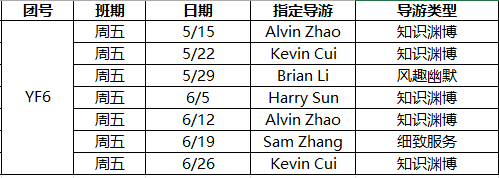 团号 班期 日期 指定导游 导游类型
周五 5/15 Alvin Zhao 知识渊博
周五 5/22 Kevin Cui 知识渊博
周五 5/29 Brian Li 风趣幽默
YF6 周五 6/5 Harry Sun 知识渊博
周五 6/12 Alvin Zhao 知识渊博
周五 6/19 Sam Zhang 细致服务
周五 6/26 Kevin Cui 知识渊博